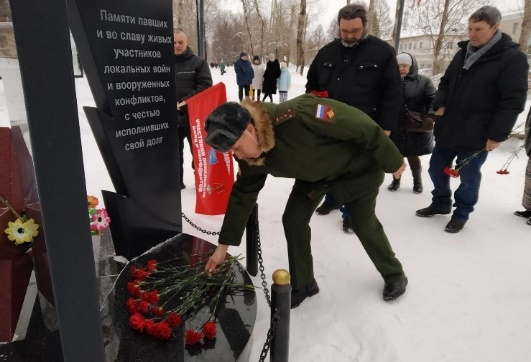 Памяти павших
и во славу живых
участников
локальных войн
и вооруженных
конфликтов,
с честью
исполнивших
свой долг